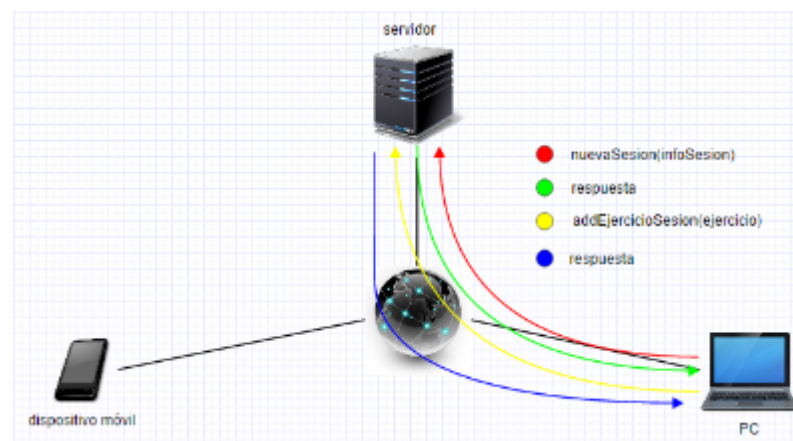 servidor
nuevaSesion(infoSesion)
respuesta
addEjercicioSesion(ejercicio)
respuesta
dispositivo móvil
PC